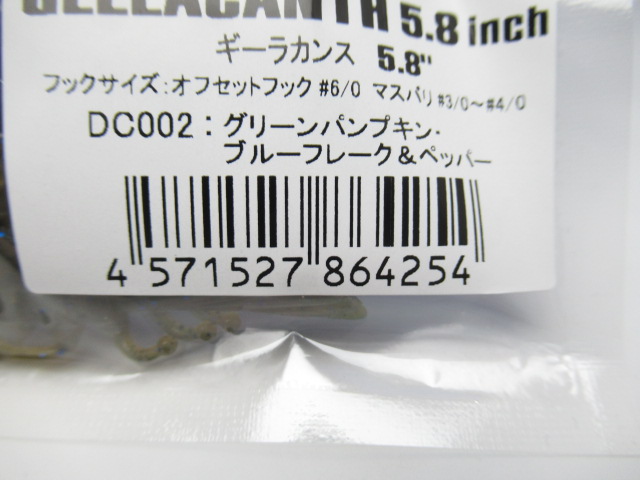 GEELACANTH 5.8 inch
ギーラカンス 5.8"
フックサイズ:オフセットフック #6/0 マスバリ #3/0〜#4/0
DC002:グリーンパンプキン・
ブルーフレーク&ペッパー
4 571527 864254